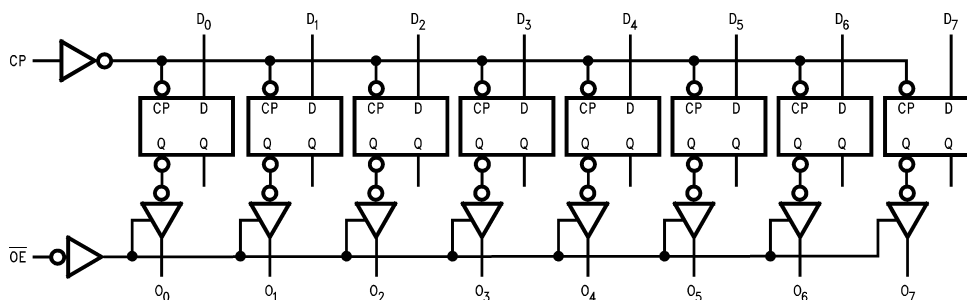 D0 D1 D2 D3 D4 D5 D6 D7
CP
CP D CP D CP D CP D CP D CP D CP D CP D
Q Q Q Q Q Q Q Q Q Q Q Q Q Q Q Q
O̅E̅
O0 O1 O2 O3 O4 O5 O6 O7